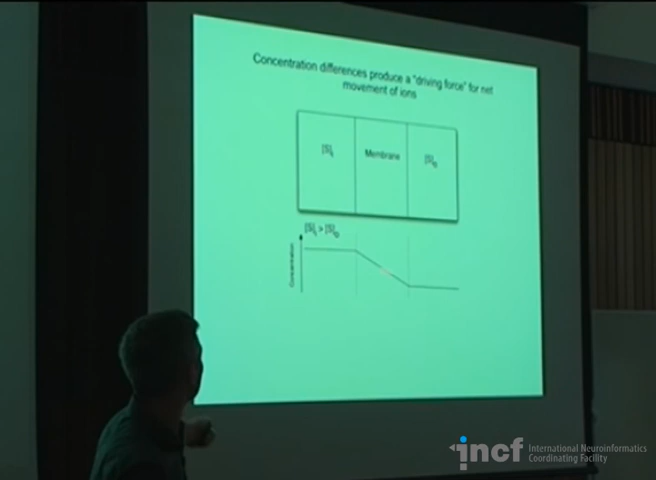 Concentration differences produce a "driving force" for net
movement of ions
[S]i Membrane [S]o
[S]i > [S]o
Concentration
incf International Neuroinformatics
Coordinating Facility